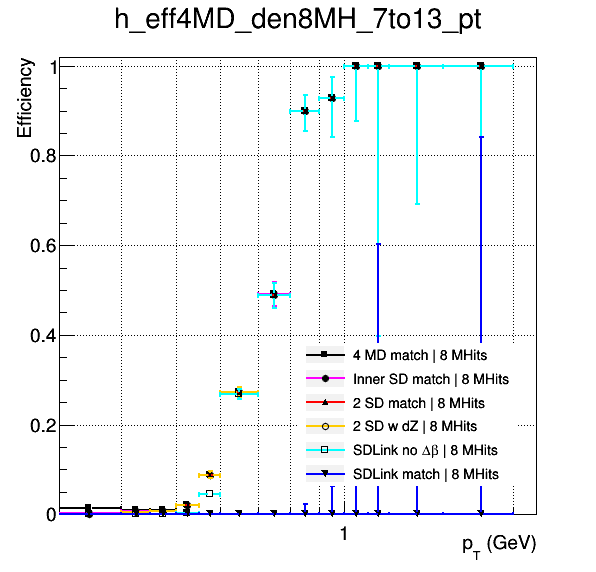 h_eff4MD_den8MH_7to13_pt
Efficiency
1
0.8
0.6
0.4
0.2
0
4 MD match | 8 MHits
Inner SD match | 8 MHits
2 SD match | 8 MHits
2 SD w dZ | 8 MHits
SDLink no Δβ | 8 MHits
SDLink match | 8 MHits
1
p_T (GeV)